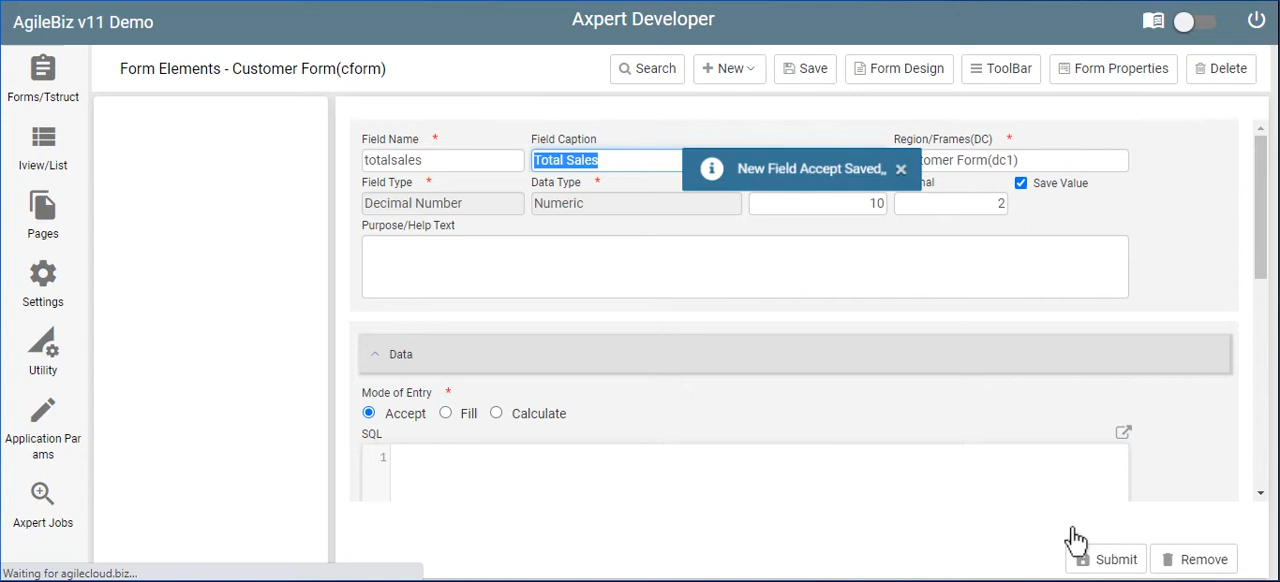 AgileBiz v11 Demo
Axpert Developer
Forms/Tstruct
Iview/List
Pages
Settings
Utility
Application Par
ams
Axpert Jobs
Form Elements - Customer Form(cform)
Search
New
Save
Form Design
ToolBar
Form Properties
Delete
Field Name *
Field Caption
Region/Frames(DC) *
totalsales
Total Sales
tomer Form(dc1)
New Field Accept Saved,,
Field Type *
Data Type *
Save Value
Decimal Number
Numeric
10
2
Purpose/Help Text
Data
Mode of Entry *
Accept
Fill
Calculate
SQL
1
Submit
Remove
Waiting for agilecloud.biz...